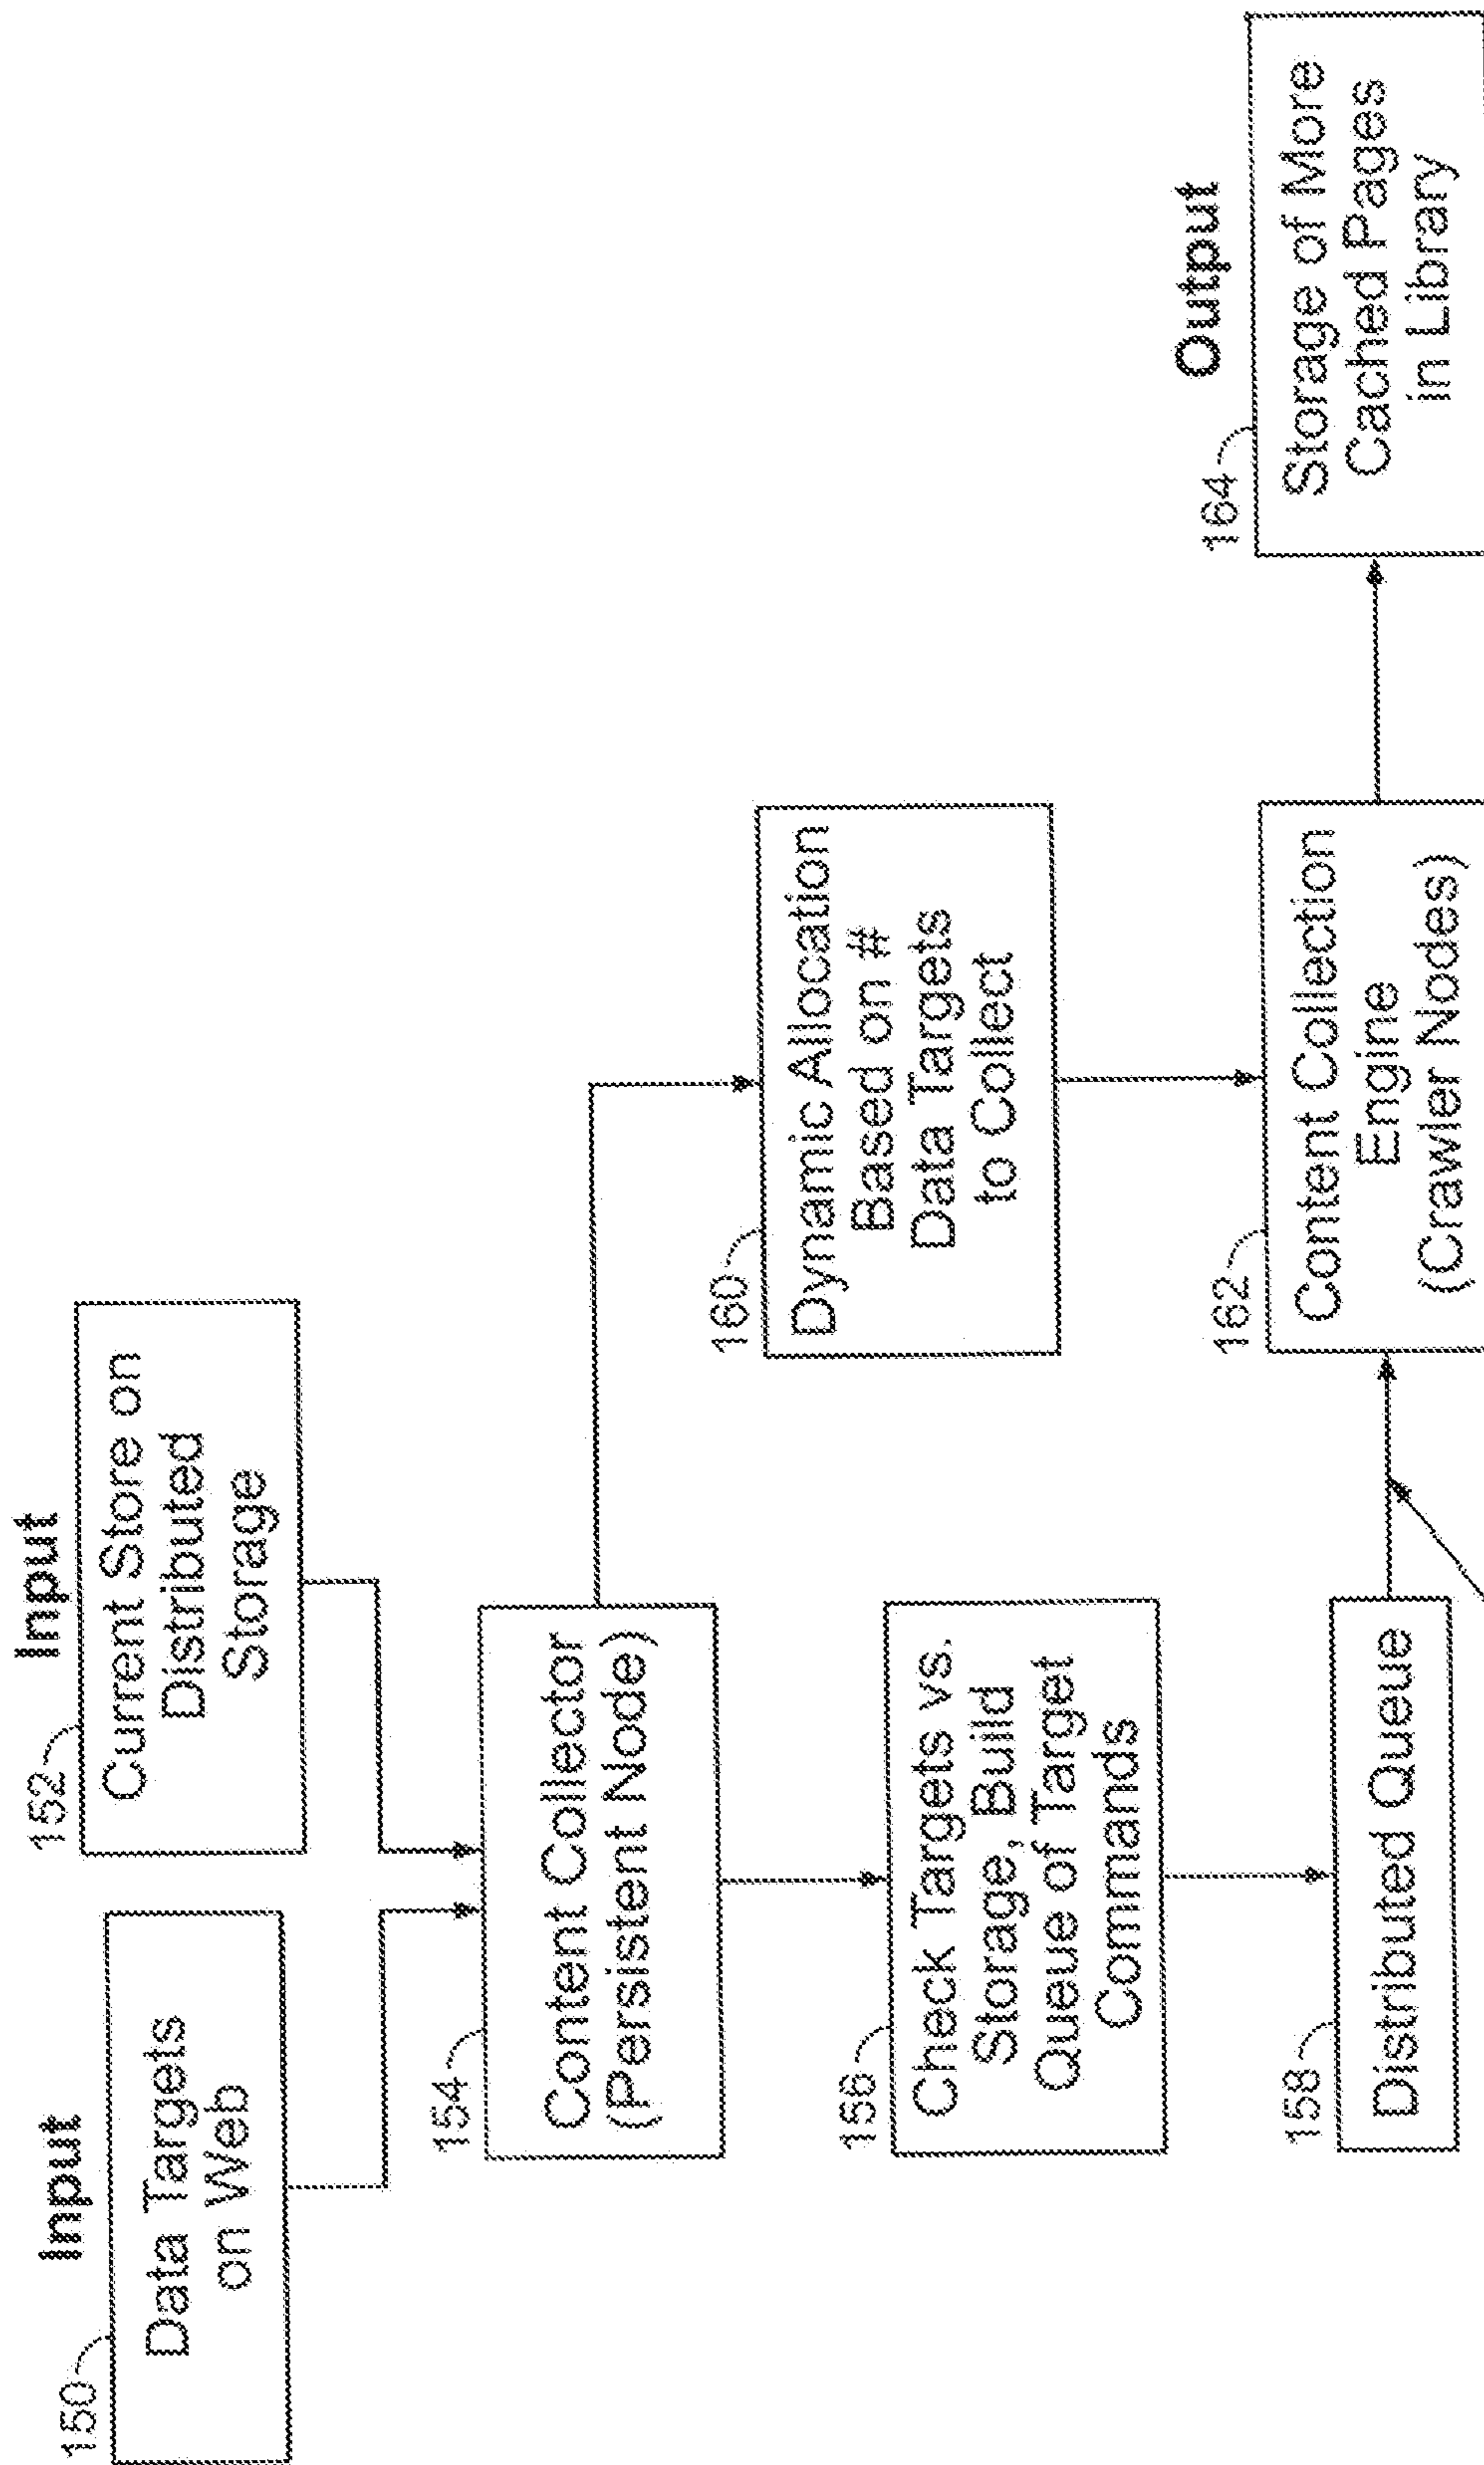 Input
150
Data Targets
on Web
Input
152
Current Store on
Distributed
Storage
154
Content Collector
(Persistent Node)
156
Check Targets vs.
Storage, Build
Queue of Target
Commands
158
Distributed Queue
160
Dynamic Allocation
Based on #
Data Targets
to Collect
162
Content Collection
Engine
(Crawler Nodes)
Output
164
Storage of More
Cached Pages
in Library